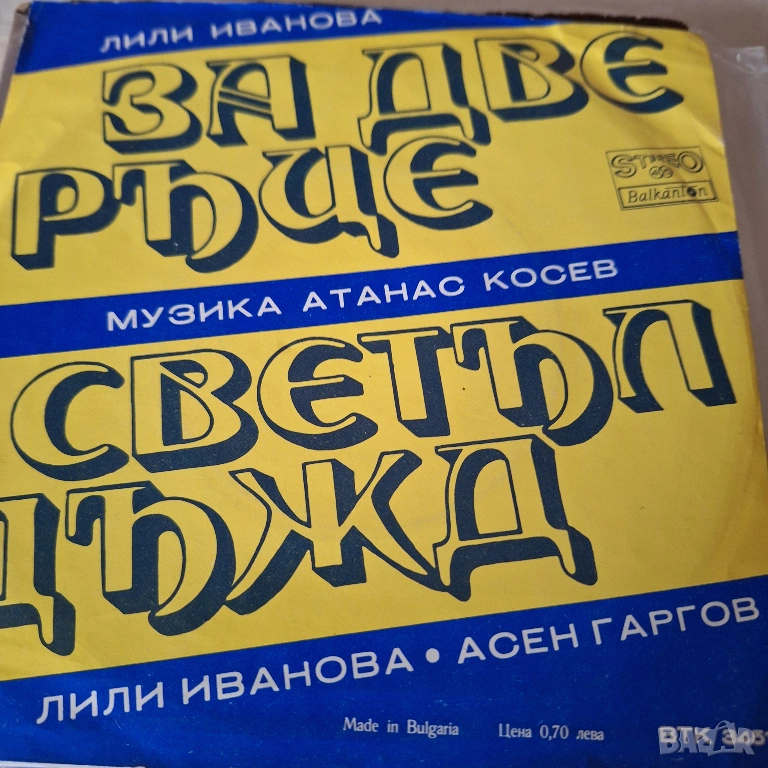 ЛИЛИ ИВАНОВА
ЗА ДВЕ
РЪЦЕ
STEREO
Balkanton
МУЗИКА АТАНАС КОСЕВ
СВЕТЪЛ
ДЪЖД
ЛИЛИ ИВАНОВА • АСЕН ГАРГОВ
Made in Bulgaria Цена 0,70 лева ВТК